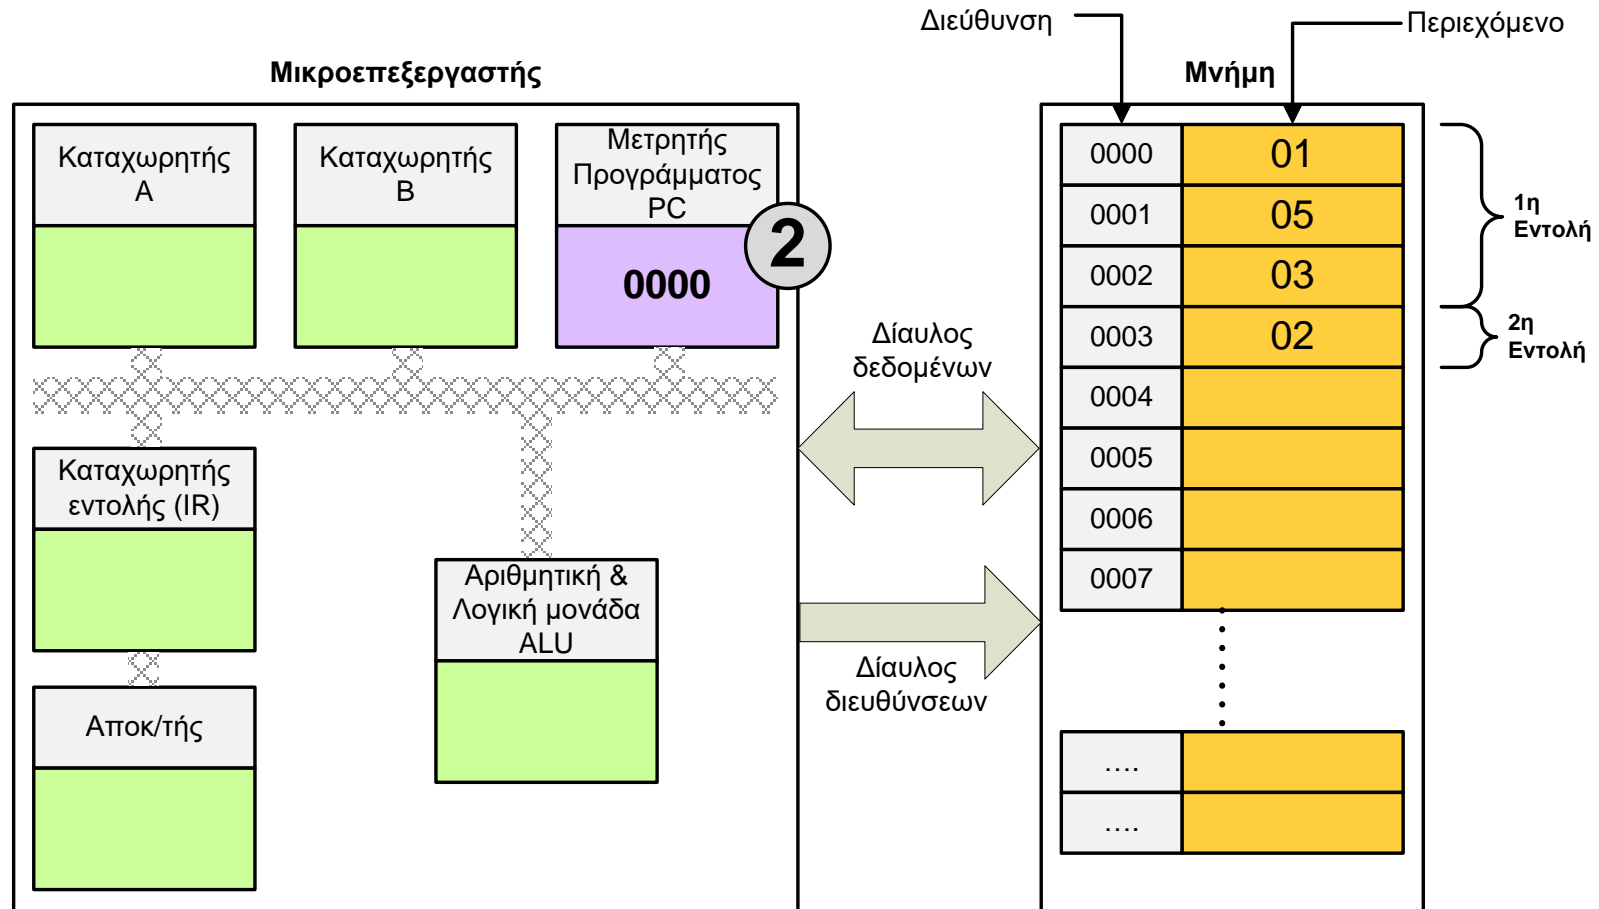 Διεύθυνση
Περιεχόμενο
Μικροεπεξεργαστής
Μνήμη
Καταχωρητής
Α
Καταχωρητής
Β
Μετρητής
Προγράμματος
PC
2
0000
Καταχωρητής
εντολής (IR)
Αριθμητική &
Λογική μονάδα
ALU
Αποκ/τής
Δίαυλος
δεδομένων
Δίαυλος
διευθύνσεων
0000 01
0001 05
0002 03
0003 02
0004
0005
0006
0007
....
....
1η
Εντολή
2η
Εντολή